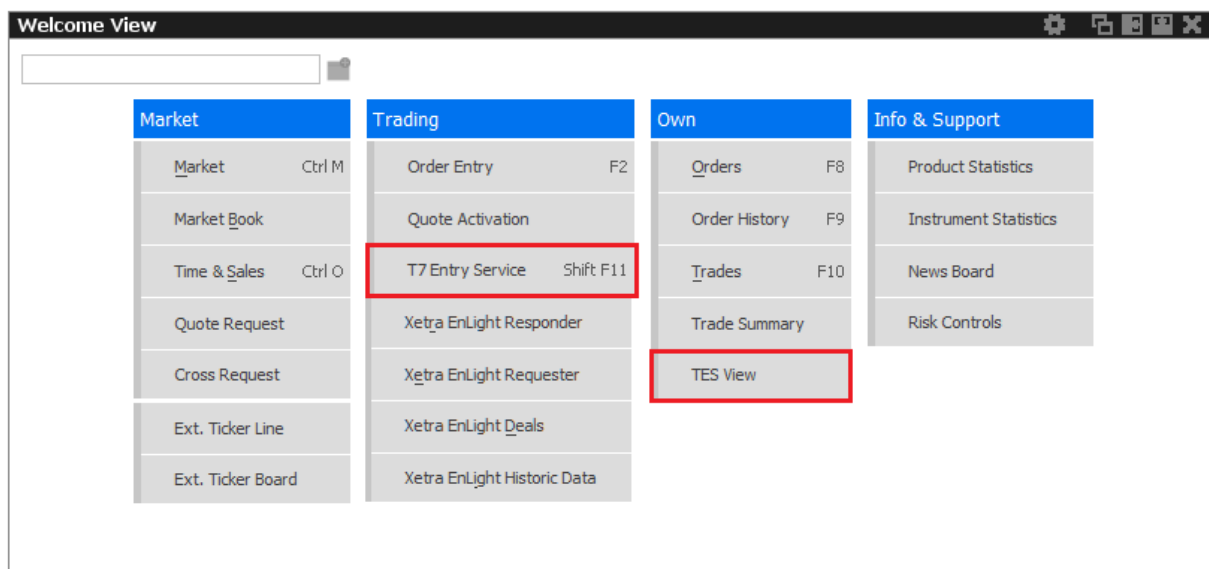 Welcome View
Market
Market Ctrl M
Market Book
Time & Sales Ctrl O
Quote Request
Cross Request
Ext. Ticker Line
Ext. Ticker Board
Trading
Order Entry F2
Quote Activation
T7 Entry Service Shift F11
Xetra EnLight Responder
Xetra EnLight Requester
Xetra EnLight Deals
Xetra EnLight Historic Data
Own
Orders F8
Order History F9
Trades F10
Trade Summary
TES View
Info & Support
Product Statistics
Instrument Statistics
News Board
Risk Controls